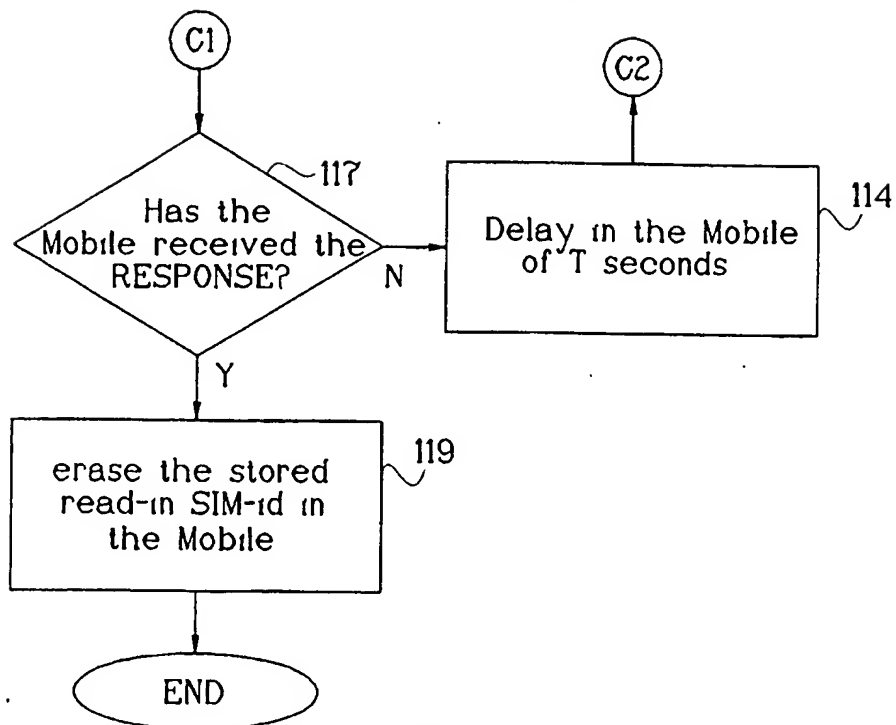 C1
C2
117
Has the
Mobile received the
RESPONSE?
N
Delay in the Mobile
of T seconds
114
Y
erase the stored
read-in SIM-id in
the Mobile
119
END